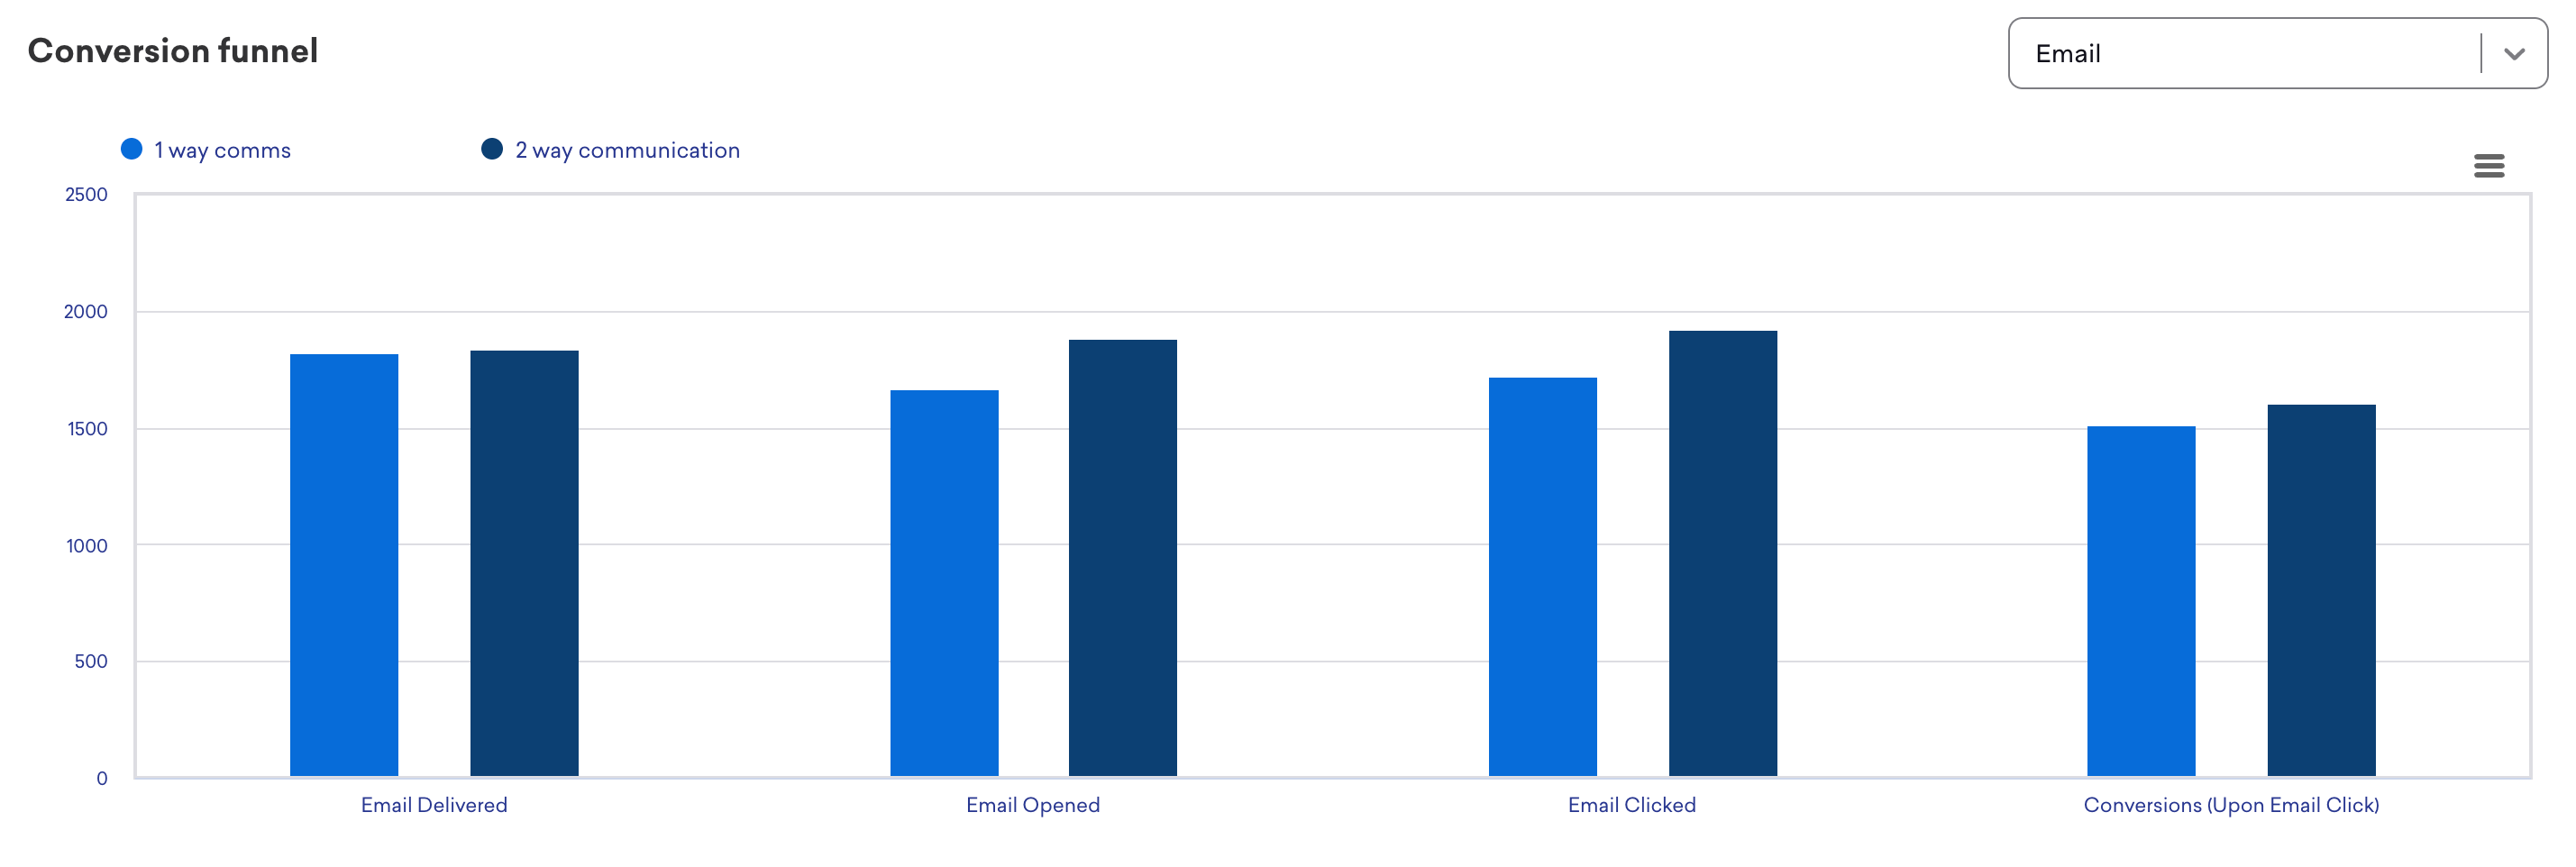 Conversion funnel
Email
1 way comms
2 way communication
2500
2000
1500
1000
500
0
Email Delivered
Email Opened
Email Clicked
Conversions (Upon Email Click)